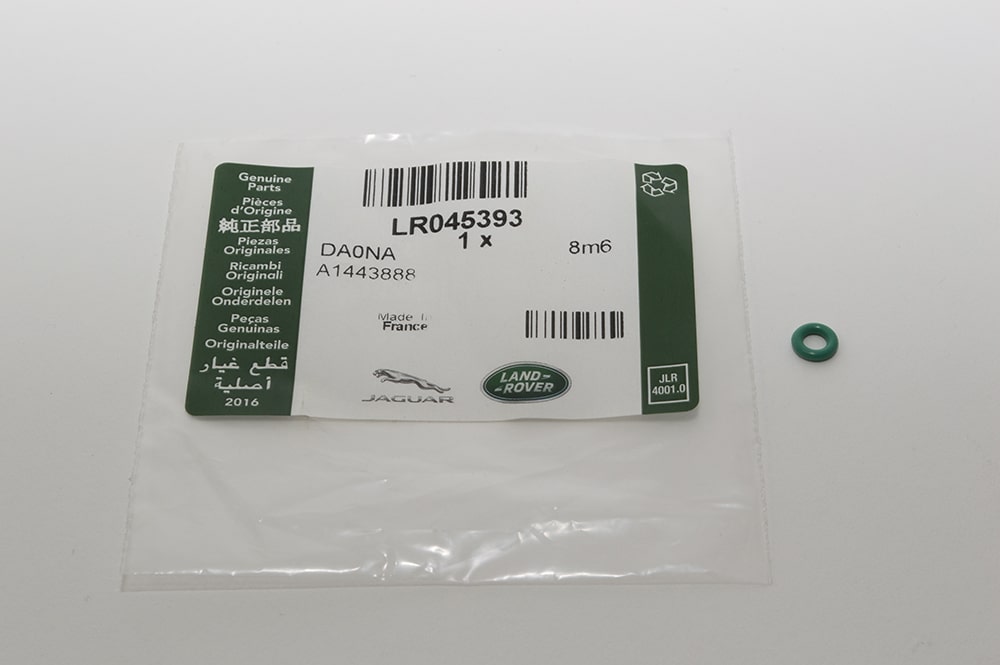 Genuine
Parts
Pièces
d'Origine
純正部品
Piezas
Originales
Ricambi
Originali
Originele
Onderdelen
Peças
Genuinas
Originalteile
قطع غيار
أصلية
2016
LR045393
1 x
DA0NA
8m6
A1443888
Made In
France
JAGUAR
LAND-
-ROVER
JLR
4001.0